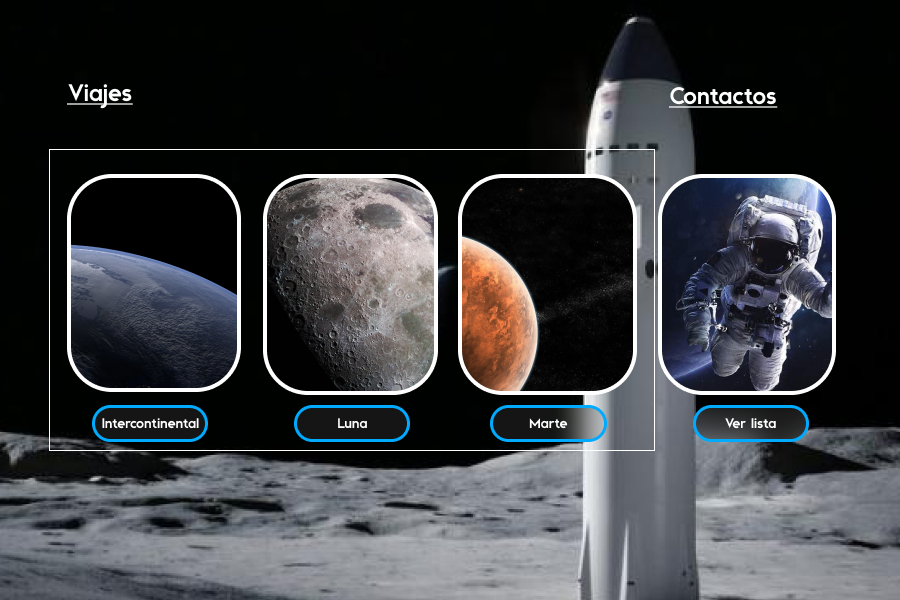 Viajes
Contactos
Intercontinental
Luna
Marte
Ver lista